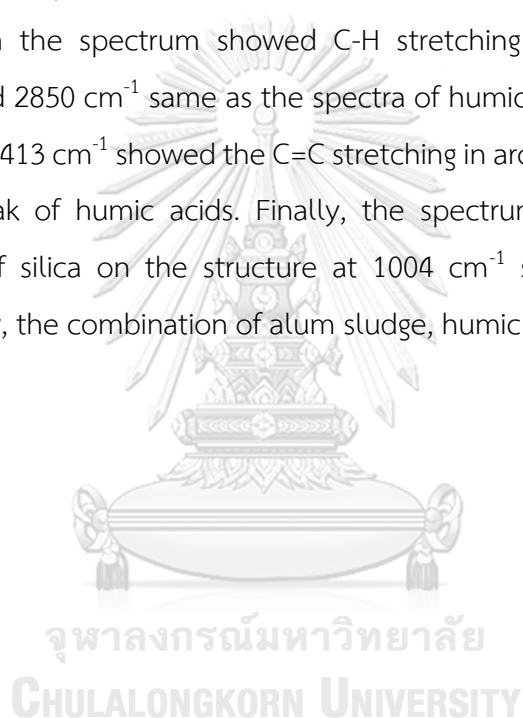 the spectrum showed C-H stretching
2850 cm-1 same as the spectra of humic
413 cm-1 showed the C=C stretching in
of humic acids. Finally, the spectrum
silica on the structure at 1004 cm-1
, the combination of alum sludge, humic
จุฬาลงกรณ์มหาวิทยาลัย
CHULALONGKORN UNIVERSITY